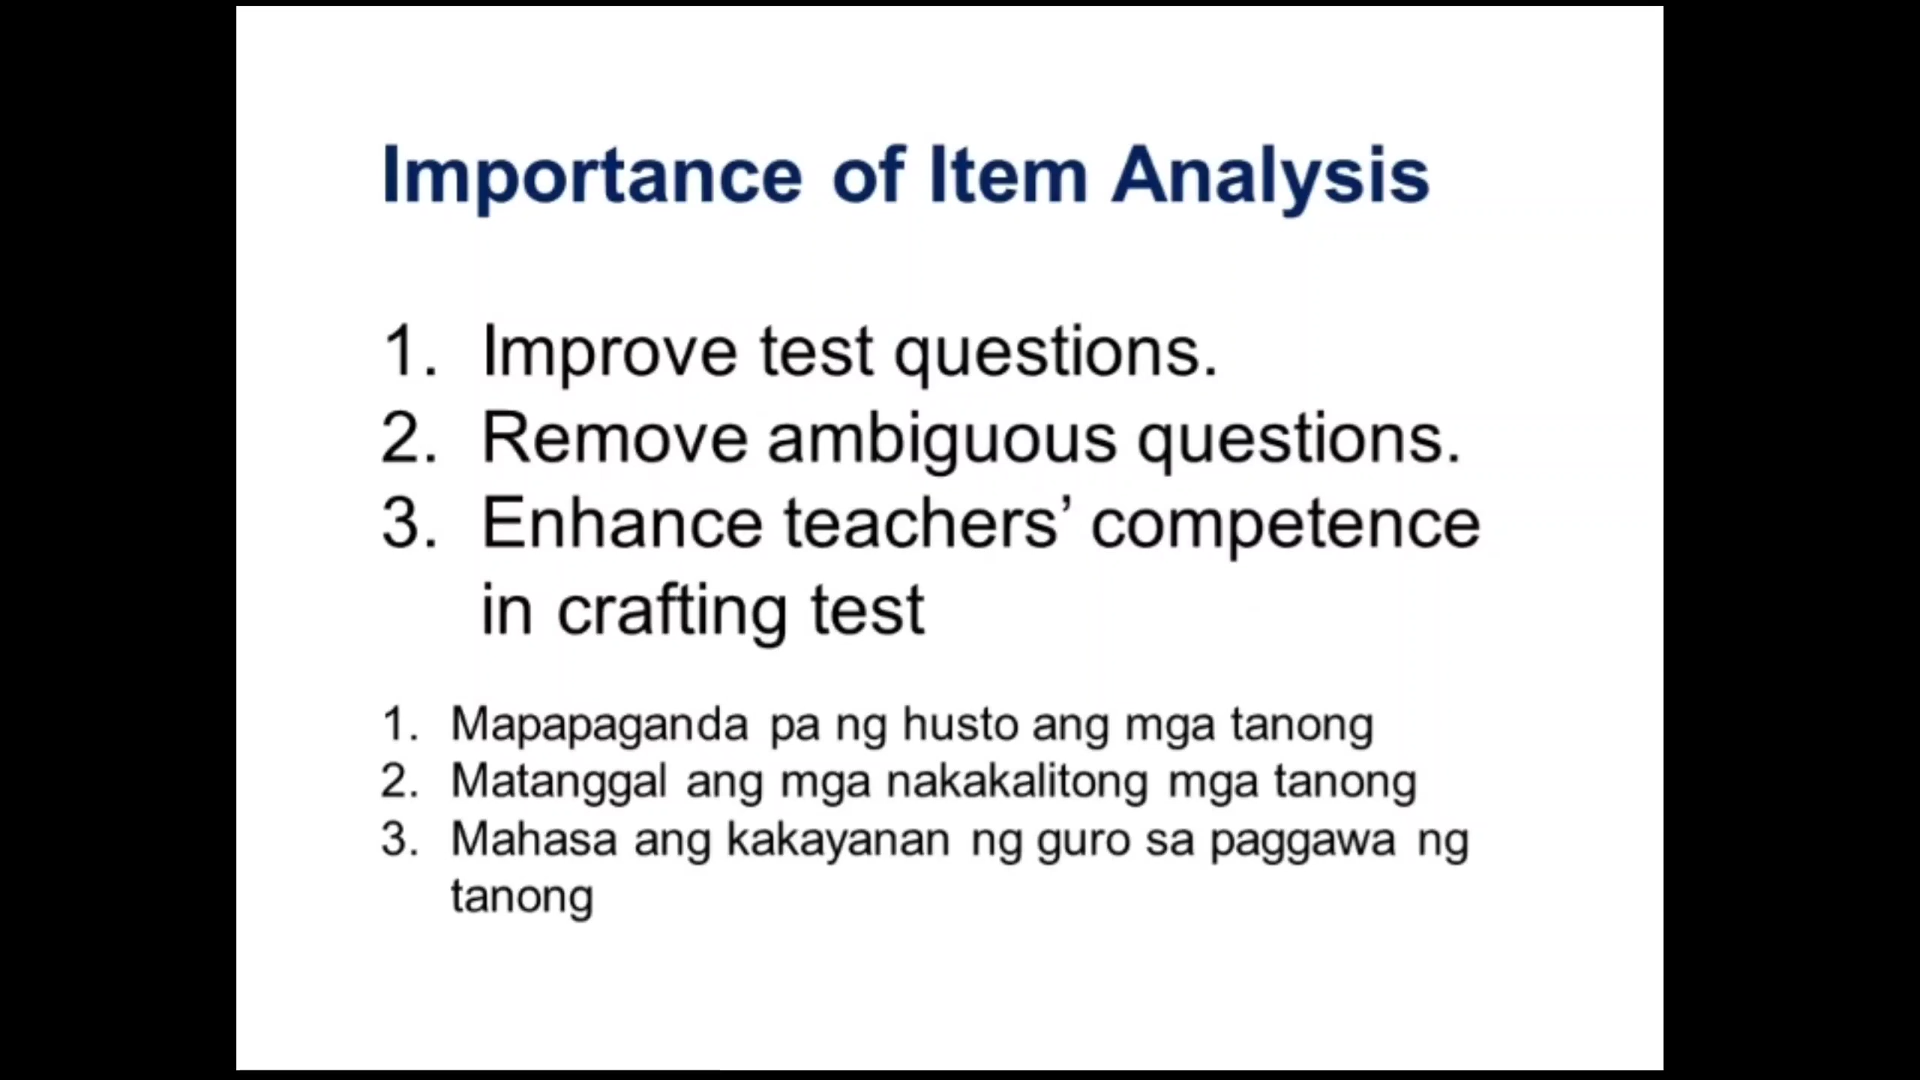 Importance of Item Analysis
1. Improve test questions.
2. Remove ambiguous questions.
3. Enhance teachers’ competence
in crafting test
1. Mapapaganda pa ng husto ang mga tanong
2. Matanggal ang mga nakakalitong mga tanong
3. Mahasa ang kakayanan ng guro sa paggawa ng
tanong